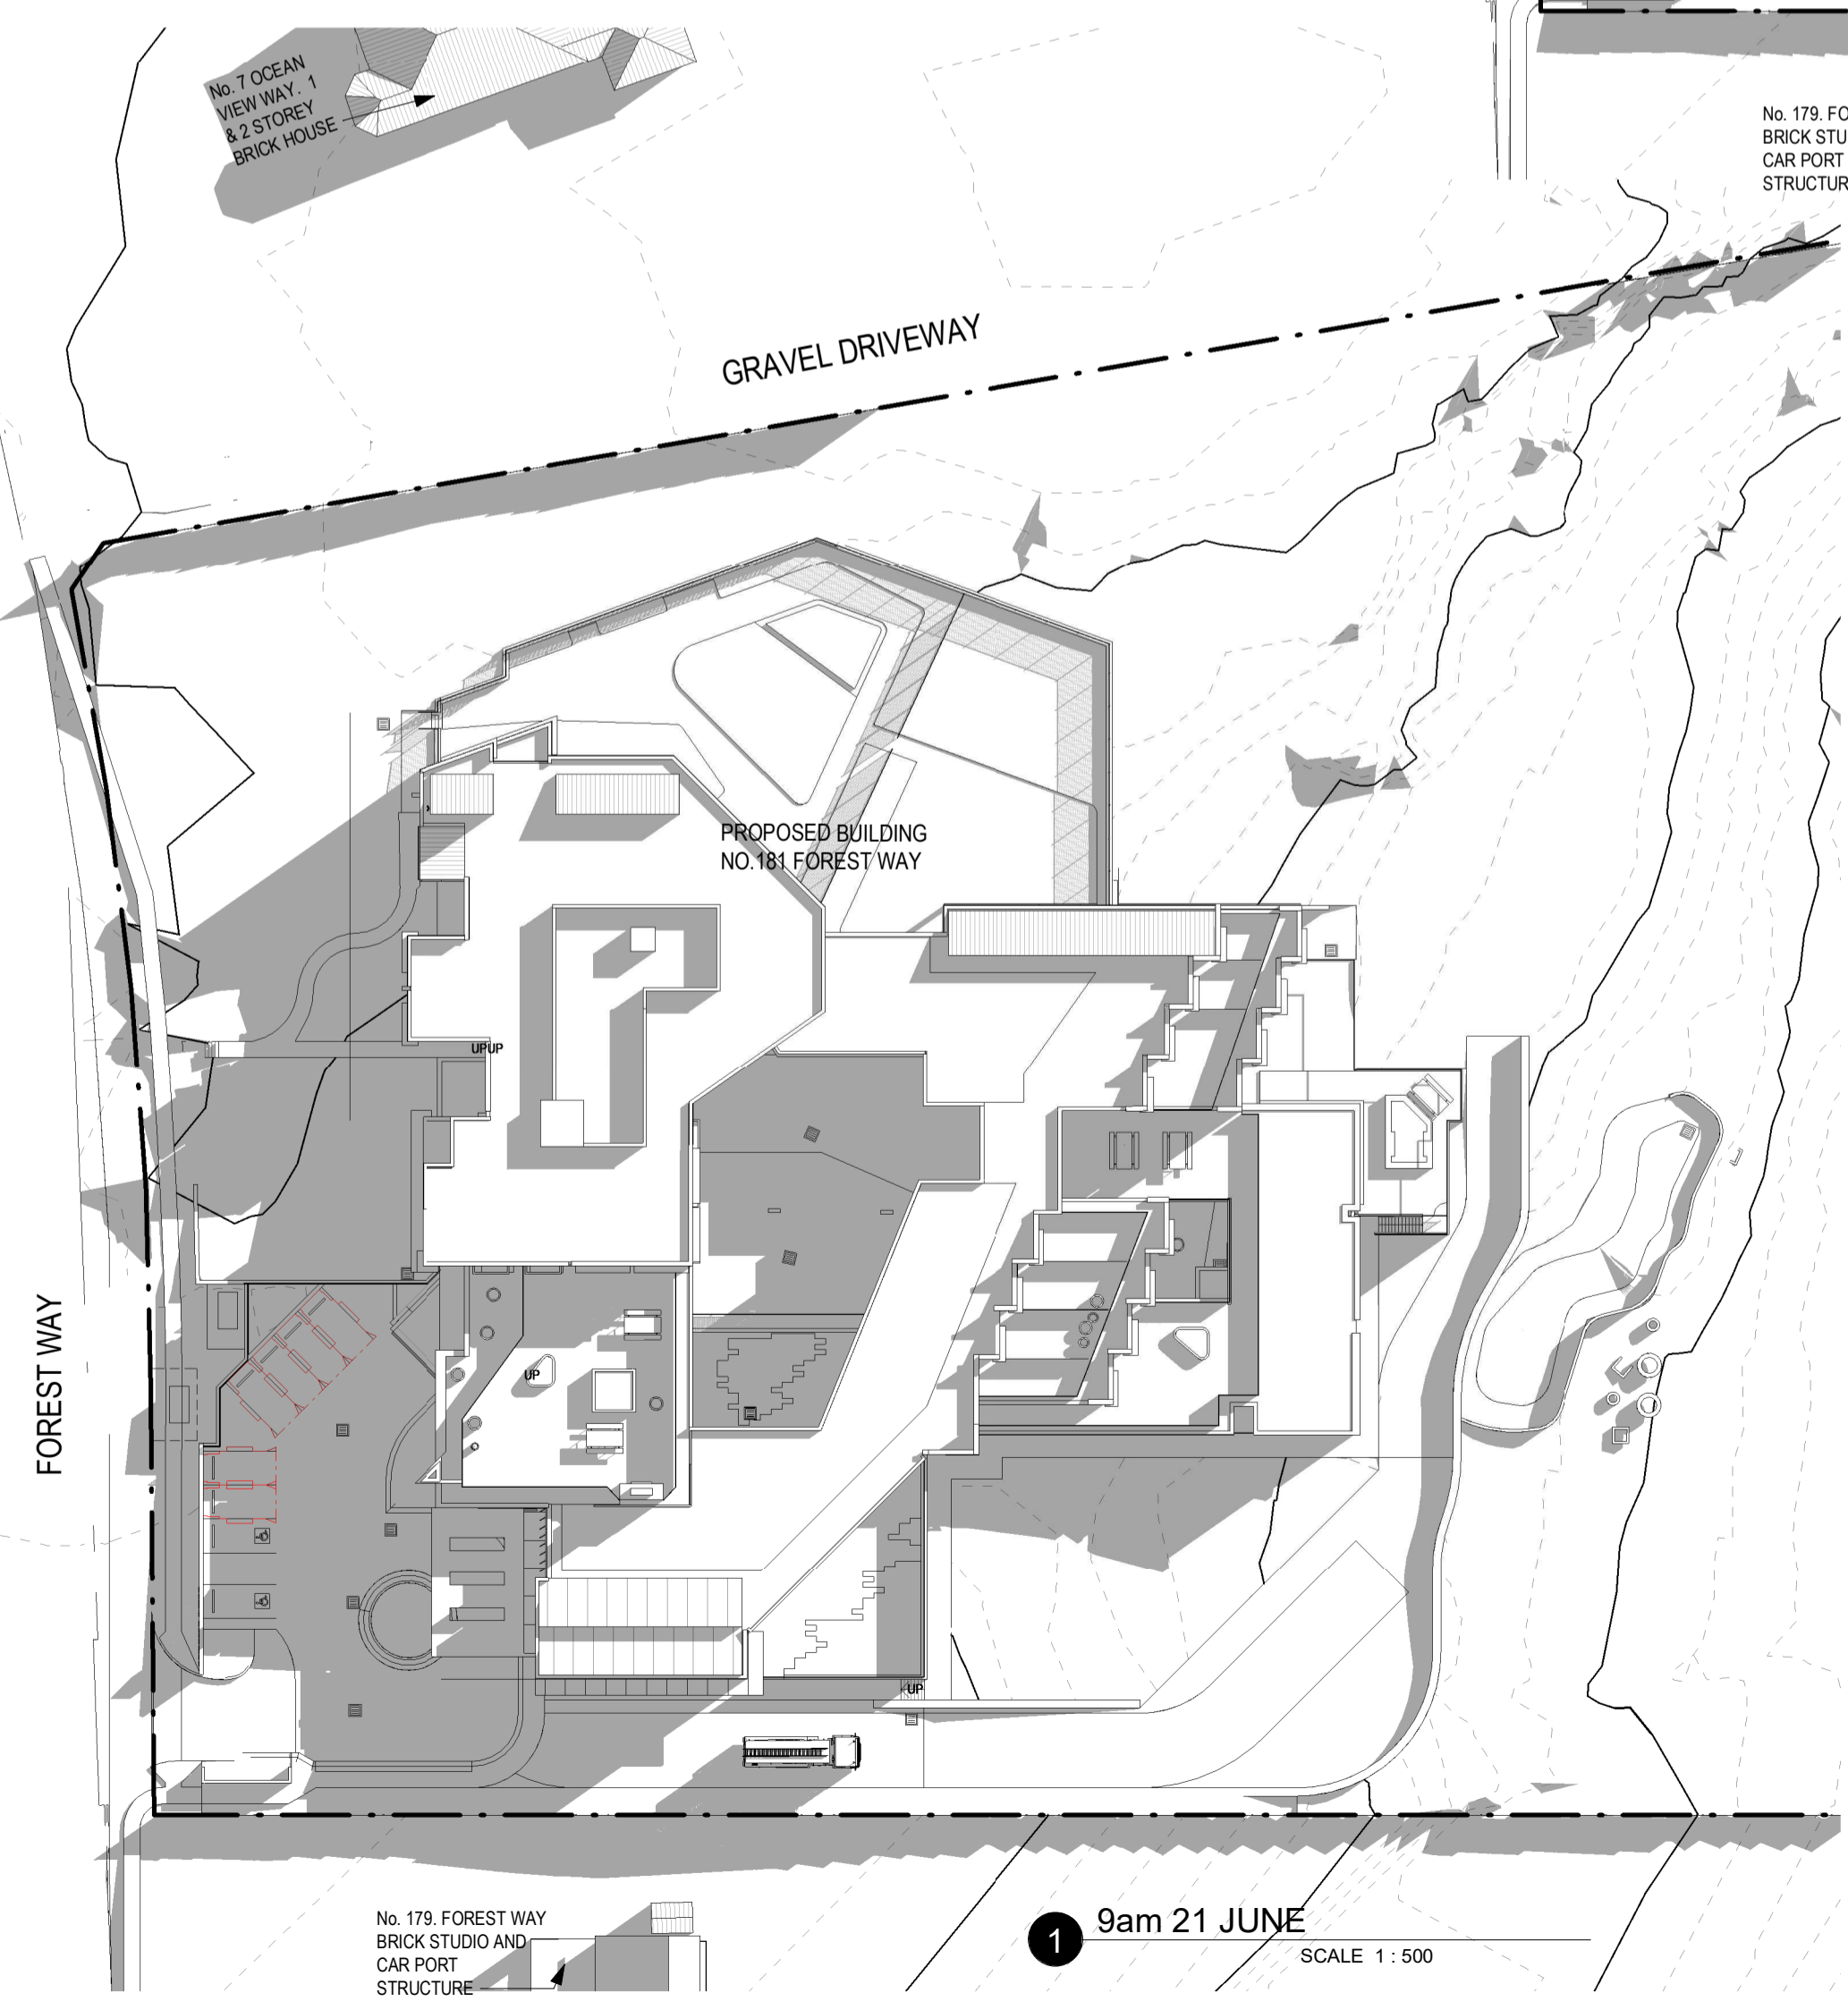 No. 7 OCEAN
VIEW WAY. 1
& 2 STOREY
BRICK HOUSE
No. 179. FO
BRICK STU
CAR PORT
STRUCTUR
GRAVEL DRIVEWAY
PROPOSED BUILDING
NO.181 FOREST WAY
UPUP
FOREST WAY
UP
UP
No. 179. FOREST WAY
BRICK STUDIO AND
CAR PORT
STRUCTURE
1
9am 21 JUNE
SCALE 1 : 500